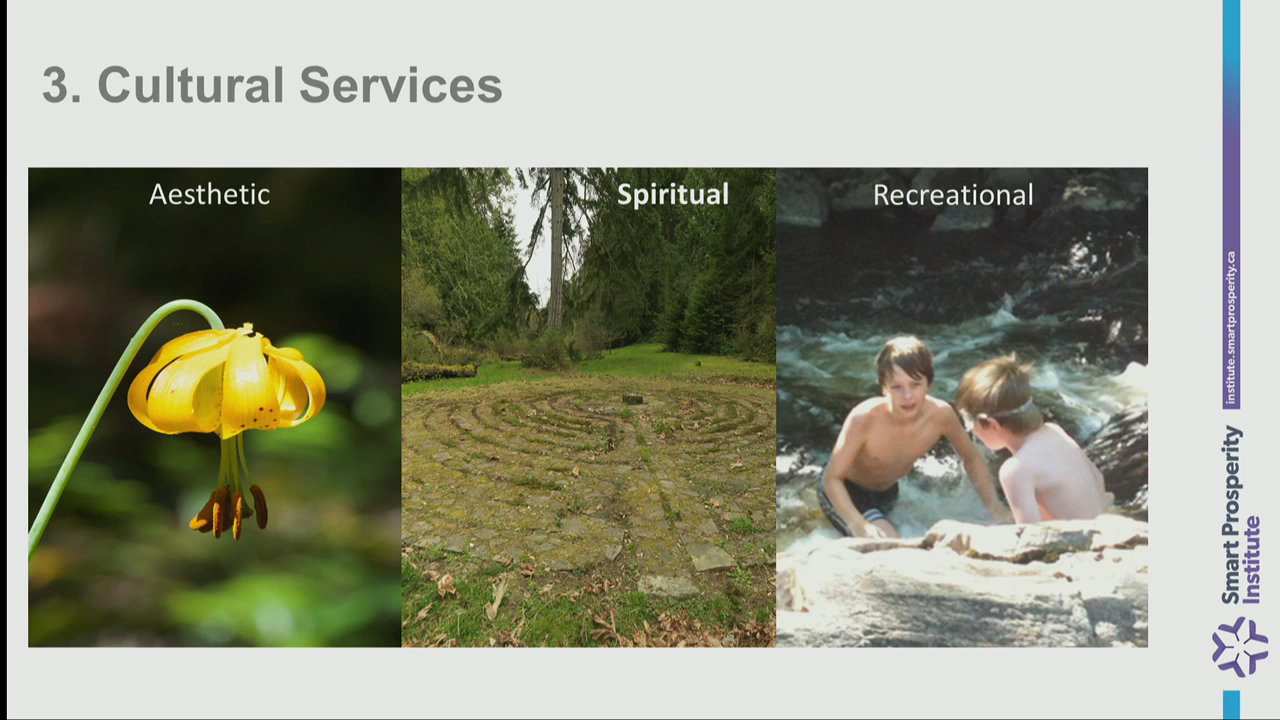 3. Cultural Services
Aesthetic
Spiritual
Recreational
institute.smartprosperity.ca
Smart Prosperity
Institute